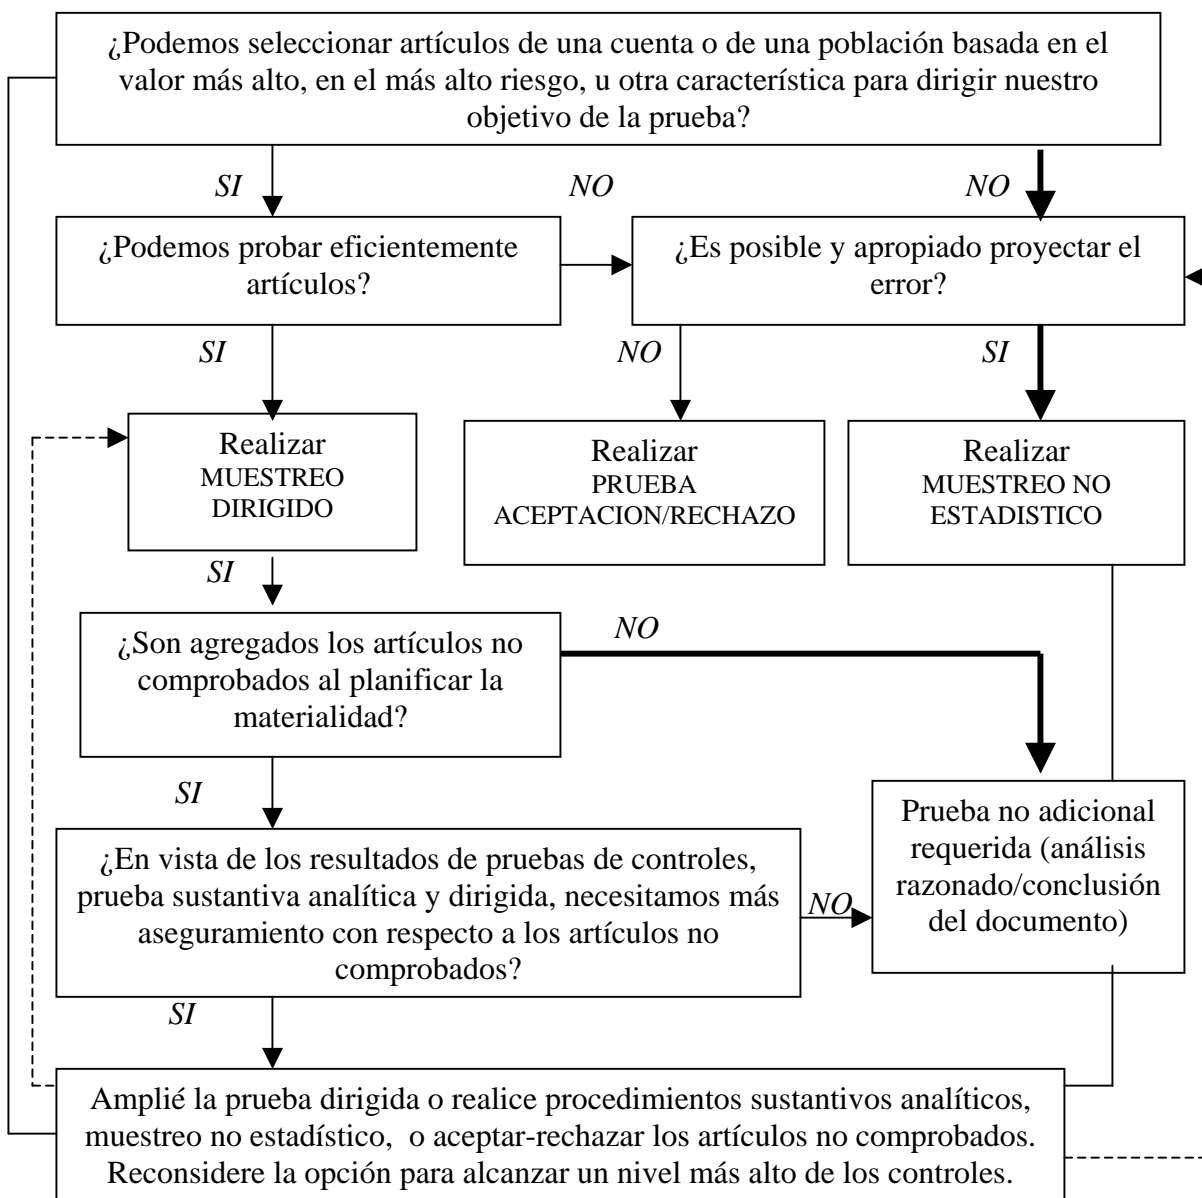 ¿Podemos seleccionar artículos de una cuenta o de una población basada en el
valor más alto, en el más alto riesgo, u otra característica para dirigir nuestro
objetivo de la prueba?
SI
NO
NO
¿Podemos probar eficientemente
artículos?
¿Es posible y apropiado proyectar el
error?
SI
NO
SI
Realizar
MUESTREO
DIRIGIDO
Realizar
PRUEBA
ACEPTACION/RECHAZO
Realizar
MUESTREO NO
ESTADISTICO
SI
¿Son agregados los artículos no
comprobados al planificar la
materialidad?
NO
SI
Prueba no adicional
requerida (análisis
razonado/conclusión
del documento)
¿En vista de los resultados de pruebas de controles,
prueba sustantiva analítica y dirigida, necesitamos más
aseguramiento con respecto a los artículos no
comprobados?
NO
SI
Amplié la prueba dirigida o realice procedimientos sustantivos analíticos,
muestreo no estadístico, o aceptar-rechazar los artículos no comprobados.
Reconsidere la opción para alcanzar un nivel más alto de los controles.